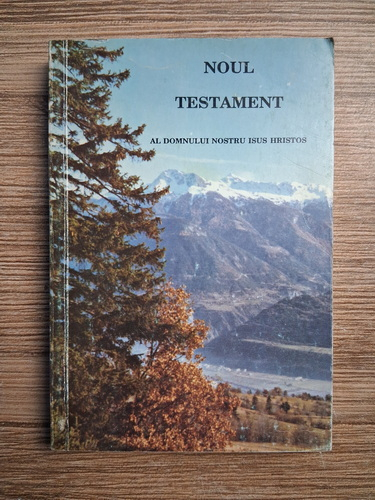 NOUL
TESTAMENT
AL DOMNULUI NOSTRU ISUS HRISTOS